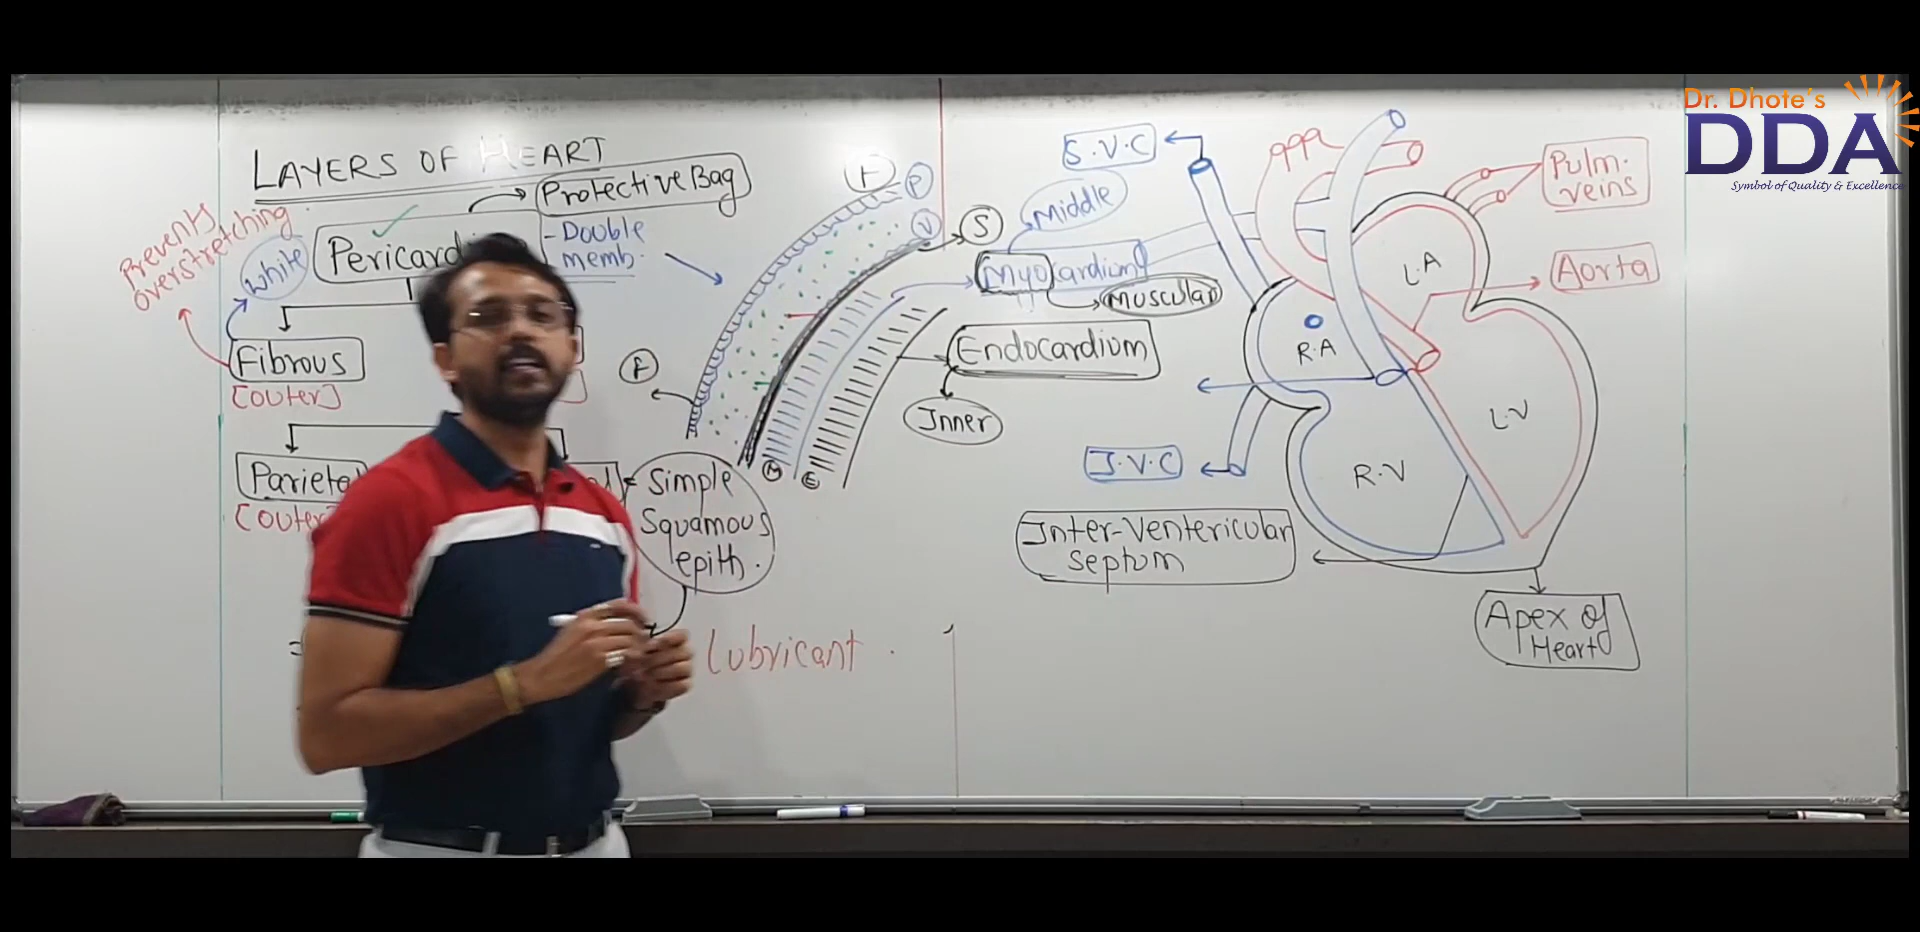 LAYERS OF HEART
Protective Bag
- Double
memb.
Prevents
overstretching
White
Fibrous
[outer]
[outer]
Simple
Squamous
epith.
Lubricant.
F
P
V
S
F
M
E
Middle
Myocardium
Muscular
Endocardium
Inner
S.V.C
Pulm.
veins
Aorta
L.A
R.A
L.V
R.V
I.V.C
Inter-Ventericular
septum
Apex of
Heart
Dr. Dhote's
DDA
Symbol of Quality & Excellence